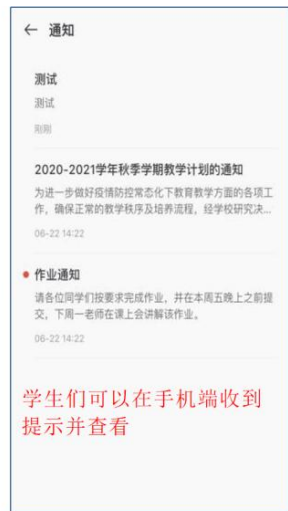 ← 通知
测试
测试
刚刚
2020-2021学年秋季学期教学计划的通知
为进一步做好疫情防控常态化下教育教学方面的各项工
作，确保正常的教学秩序及培养流程，经学校研究决...
06-22 14:22
作业通知
请各位同学们按要求完成作业，并在本周五晚上之前提
交，下周一老师在课上会讲解该作业。
06-22 14:22
学生们可以在手机端收到
提示并查看